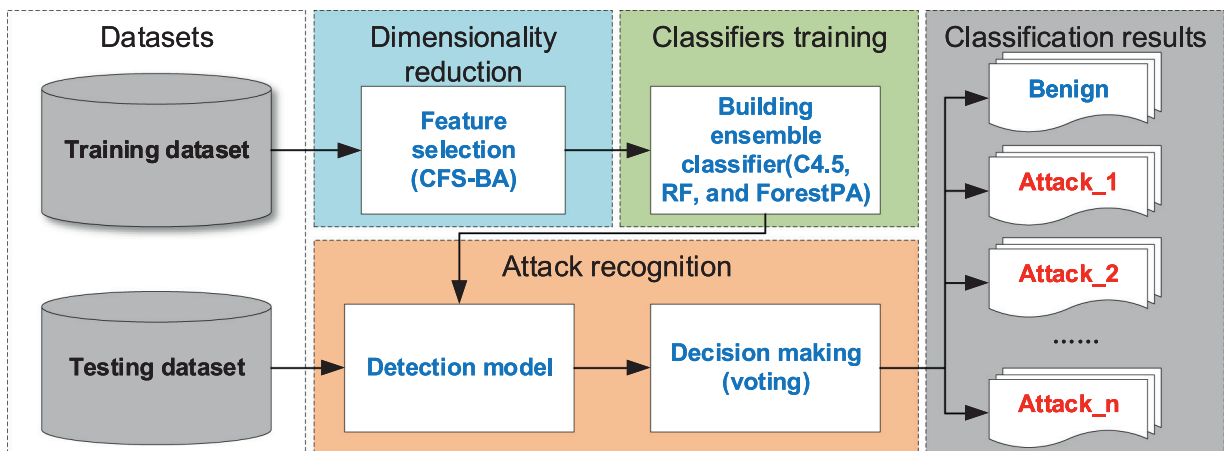 Datasets
Training dataset
Testing dataset
Dimensionality
reduction
Feature
selection
(CFS-BA)
Classifiers training
Building
ensemble
classifier(C4.5,
RF, and ForestPA)
Attack recognition
Detection model
Decision making
(voting)
Classification results
Benign
Attack_1
Attack_2
......
Attack_n